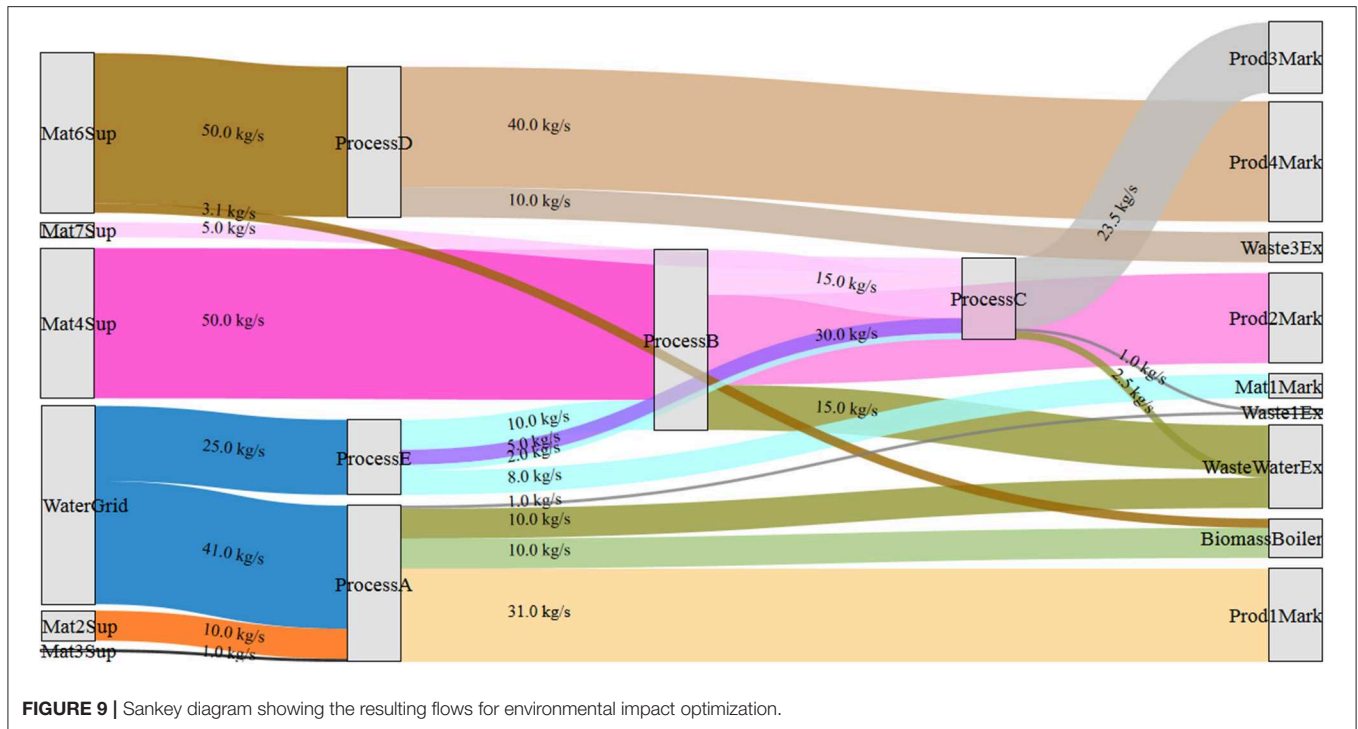 Prod3Mark
Mat6Sup
50.0 kg/s
ProcessD
40.0 kg/s
Prod4Mark
3.1 kg/s
10.0 kg/s
23.5 kg/s
Mat7Sup
5.0 kg/s
Waste3Ex
15.0 kg/s
ProcessC
Mat4Sup
50.0 kg/s
ProcessB
30.0 kg/s
Prod2Mark
1.0 kg/s
2.5 kg/s
Mat1Mark
10.0 kg/s
15.0 kg/s
Waste1Ex
25.0 kg/s
ProcessE
5.0 kg/s
2.0 kg/s
8.0 kg/s
WasteWaterEx
WaterGrid
1.0 kg/s
10.0 kg/s
41.0 kg/s
ProcessA
10.0 kg/s
BiomassBoiler
Mat2Sup
10.0 kg/s
31.0 kg/s
Prod1Mark
Mat3Sup
1.0 kg/s
FIGURE 9 | Sankey diagram showing the resulting flows for environmental impact optimization.